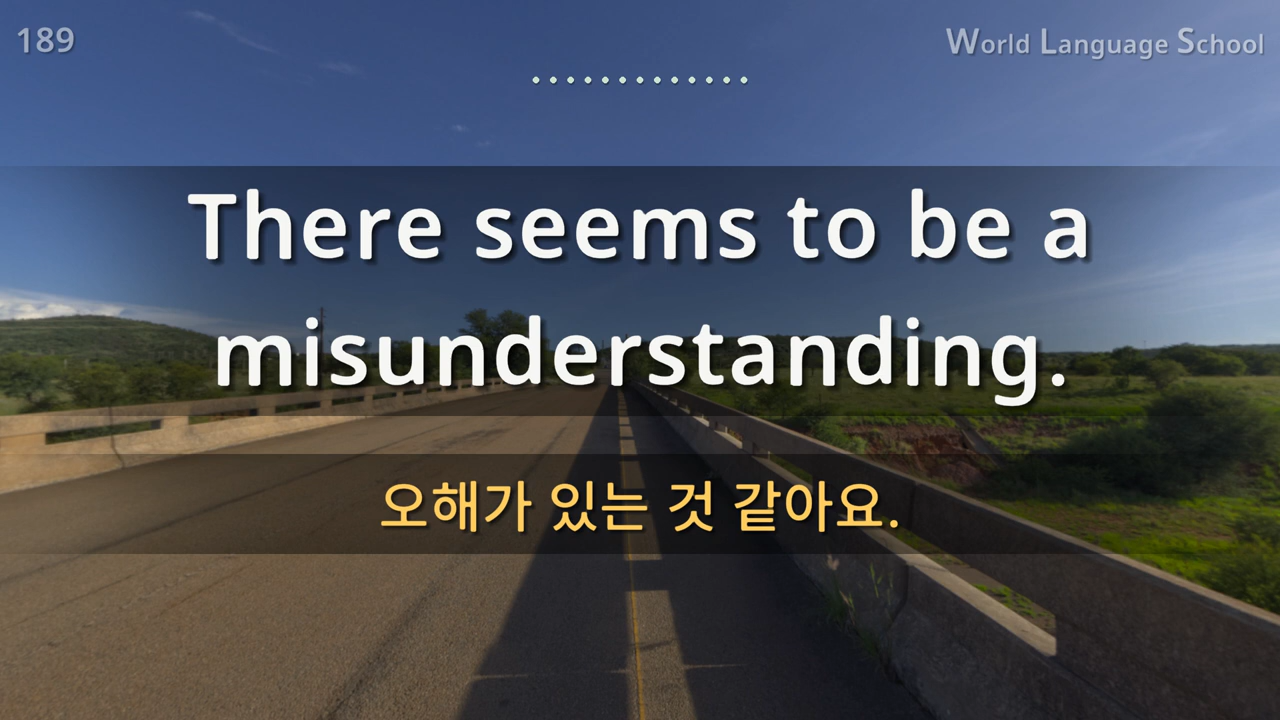 189
World Language School
There seems to be a
misunderstanding.
오해가 있는 것 같아요.